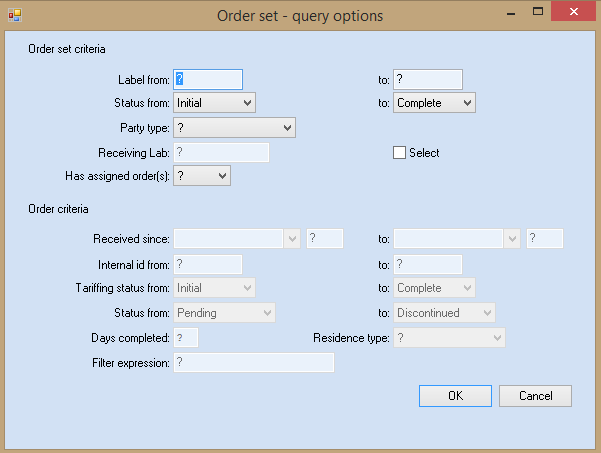 Order set - query options
Order set criteria
Label from: ? to: ?
Status from: Initial to: Complete
Party type: ?
Receiving Lab: ? Select
Has assigned order(s): ?
Order criteria
Received since: ? to: ?
Internal id from: ? to: ?
Tariffing status from: Initial to: Complete
Status from: Pending to: Discontinued
Days completed: ? Residence type: ?
Filter expression: ?
OK Cancel